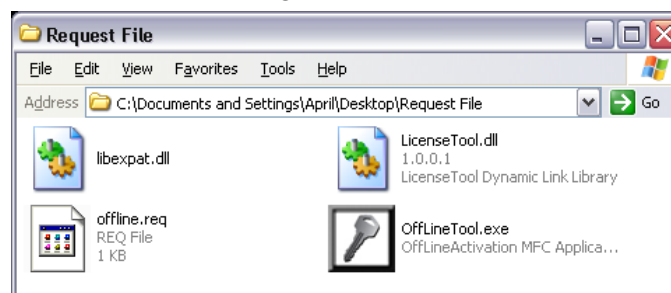 Request File
File Edit View Favorites Tools Help
Address C:\Documents and Settings\April\Desktop\Request File Go
libexpat.dll
LicenseTool.dll
1.0.0.1
LicenseTool Dynamic Link Library
offline.req
REQ File
1 KB
OffLineTool.exe
OffLineActivation MFC Applica...